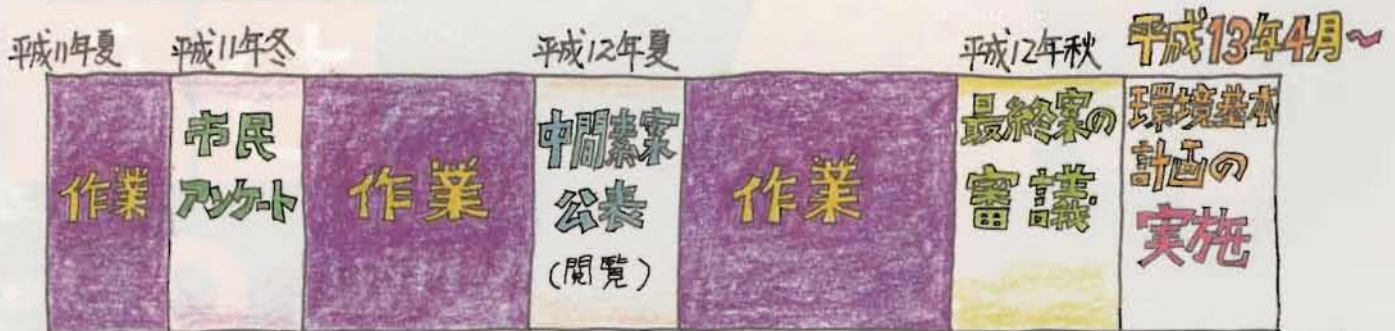 平成11年夏
平成11年冬
平成12年夏
平成12年秋
平成13年4月～
作業
市民
アンケート
作業
中間素案
公表
(閲覧)
作業
最終案の
審議
環境基本
計画の
実施